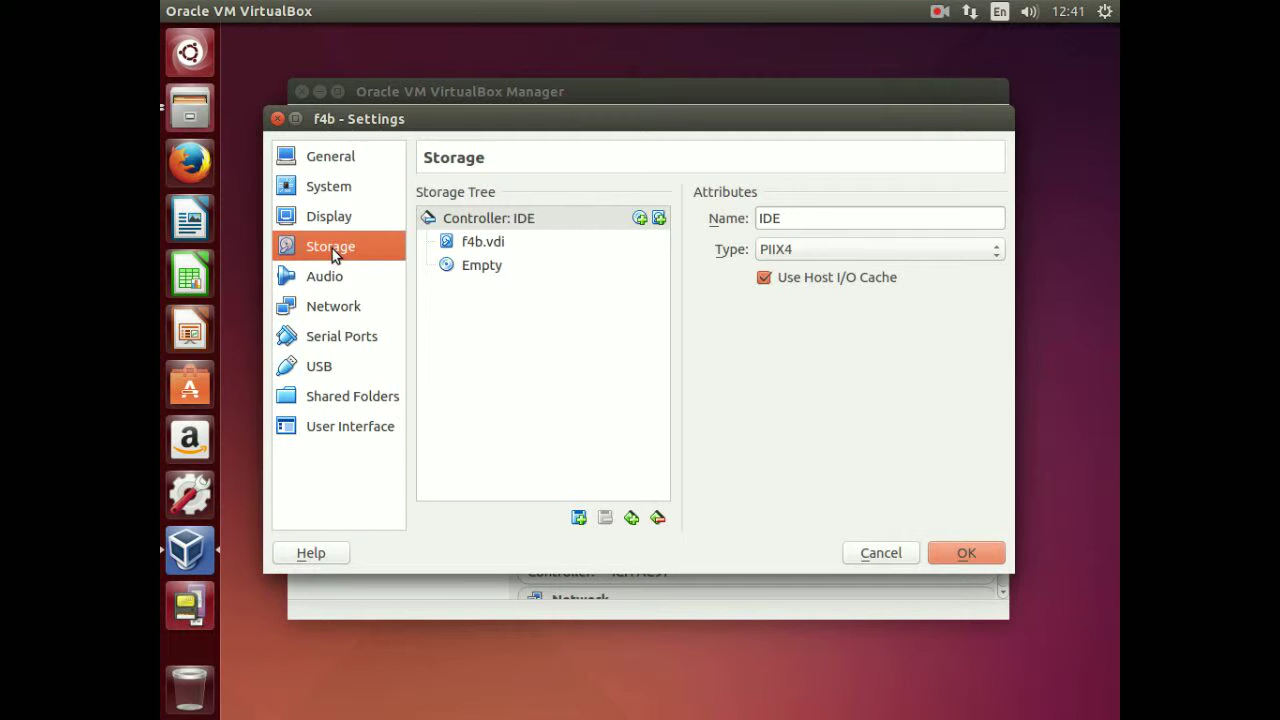 Oracle VM VirtualBox
En
12:41
Oracle VM VirtualBox Manager
f4b - Settings
General
System
Display
Storage
Audio
Network
Serial Ports
USB
Shared Folders
User Interface
Storage
Storage Tree
Controller: IDE
f4b.vdi
Empty
Attributes
Name: IDE
Type: PIIX4
Use Host I/O Cache
Help
Cancel
OK
Network